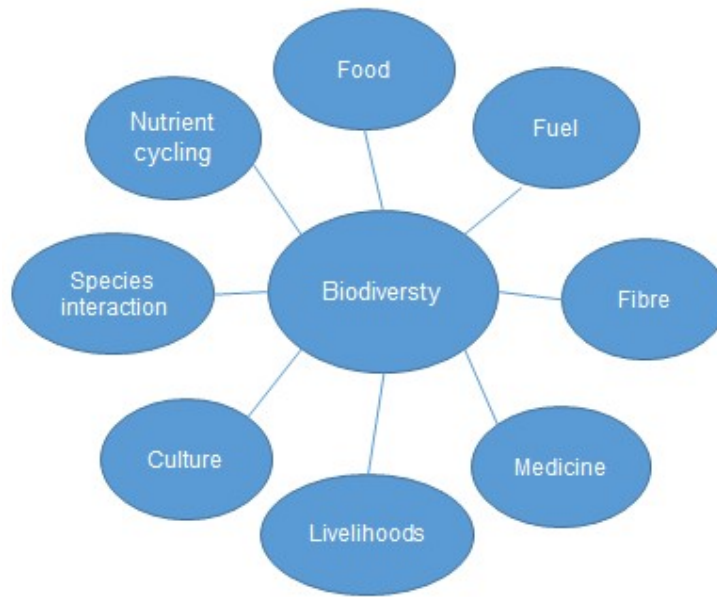 Food
Fuel
Nutrient
cycling
Species
interaction
Biodiversty
Fibre
Culture
Medicine
Livelihoods